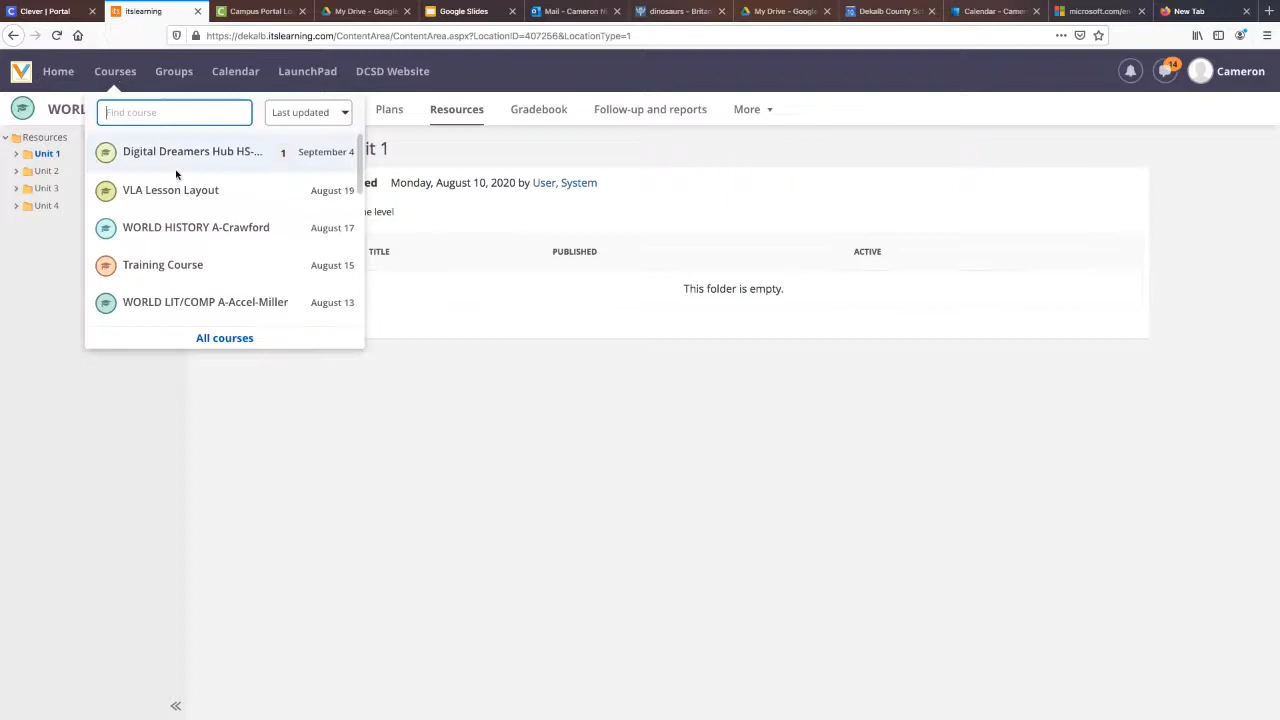 Clever | Portal
itslearning
Campus Portal Lo
My Drive - Google
Google Slides
Mail - Cameron Ni
dinosaurs - Britan
My Drive - Google
Dekalb County Sc
Calendar - Camer
microsoft.com/en
New Tab
https://dekalb.itslearning.com/ContentArea/ContentArea.aspx?LocationID=407256&LocationType=1
Home
Courses
Groups
Calendar
LaunchPad
DCSD Website
14
Cameron
WORL
Find course
Last updated
Plans
Resources
Gradebook
Follow-up and reports
More
Resources
Unit 1
Unit 2
Unit 3
Unit 4
Digital Dreamers Hub HS-... 1 September 4
VLA Lesson Layout August 19
WORLD HISTORY A-Crawford August 17
Training Course August 15
WORLD LIT/COMP A-Accel-Miller August 13
All courses
it 1
ed Monday, August 10, 2020 by User, System
e level
TITLE PUBLISHED ACTIVE
This folder is empty.